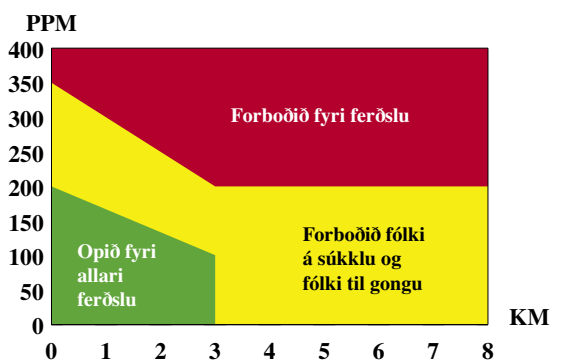 PPM
400
350
300
250
200
150
100
50
0
Forboðið fyri ferðslu
Forboðið fólki
á súkklu og
fólki til gongu
Opið fyri
allari
ferðslu
0 1 2 3 4 5 6 7 8
KM